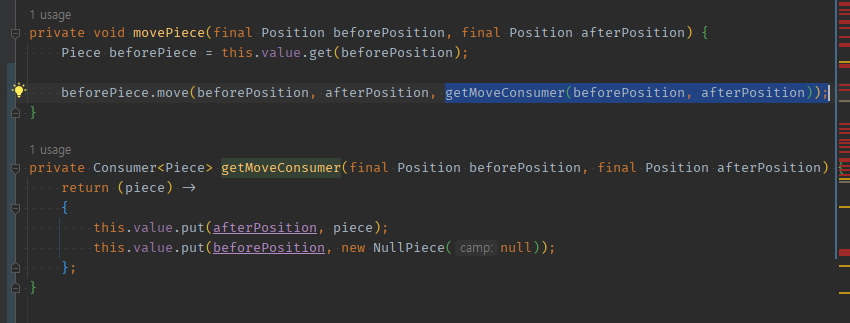 1 usage
private void movePiece(final Position beforePosition, final Position afterPosition) {
    Piece beforePiece = this.value.get(beforePosition);
    beforePiece.move(beforePosition, afterPosition, getMoveConsumer(beforePosition, afterPosition));
}
1 usage
private Consumer<Piece> getMoveConsumer(final Position beforePosition, final Position afterPosition) {
    return (piece) ->
    {
        this.value.put(afterPosition, piece);
        this.value.put(beforePosition, new NullPiece( camp: null));
    };
}